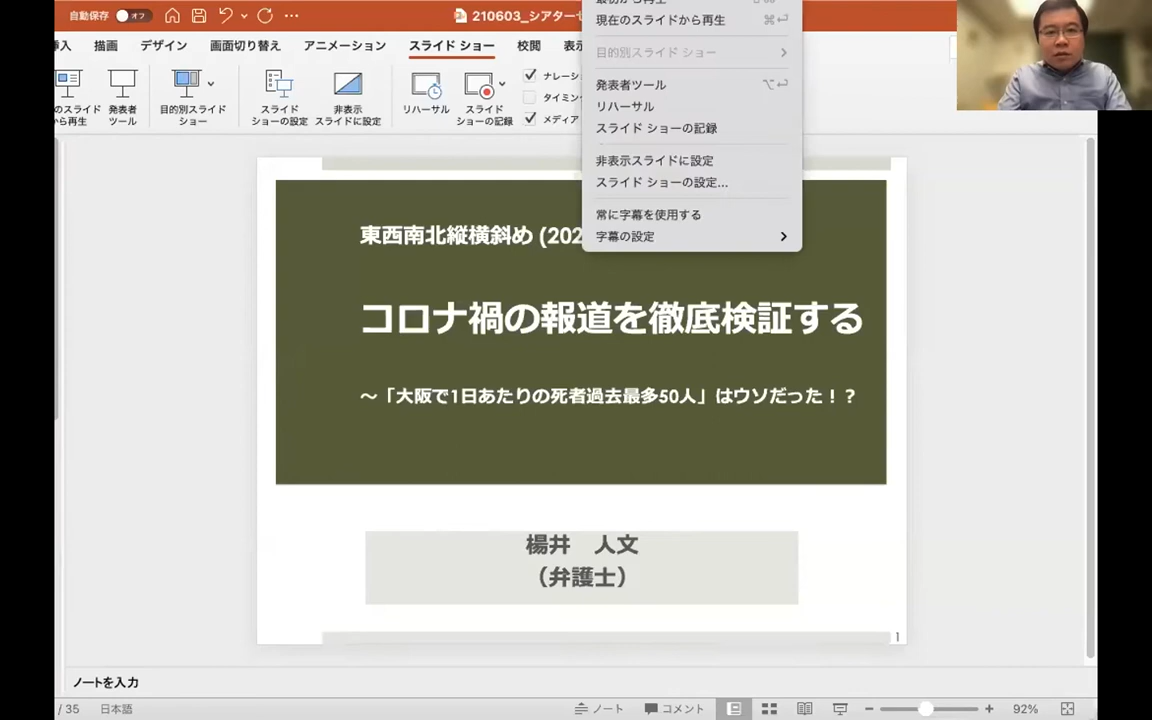 自動保存 オフ
210603_シアターセ
挿入 描画 デザイン 画面切り替え アニメーション スライド ショー 校閲 表示
のスライド
から再生
発表者
ツール
目的別スライド
ショー
スライド
ショーの設定
非表示
スライドに設定
リハーサル
スライド
ショーの記録
ナレーシ
タイミン
メディア
最初から再生
現在のスライドから再生 ⌘↩
目的別スライド ショー >
発表者ツール ⌥↩
リハーサル
スライド ショーの記録
非表示スライドに設定
スライド ショーの設定...
常に字幕を使用する
字幕の設定 >
東西南北縦横斜め (202
コロナ禍の報道を徹底検証する
～「大阪で1日あたりの死者過去最多50人」はウソだった！？
楊井 人文
（弁護士）
1
ノートを入力
/ 35 日本語 ノート コメント 92%